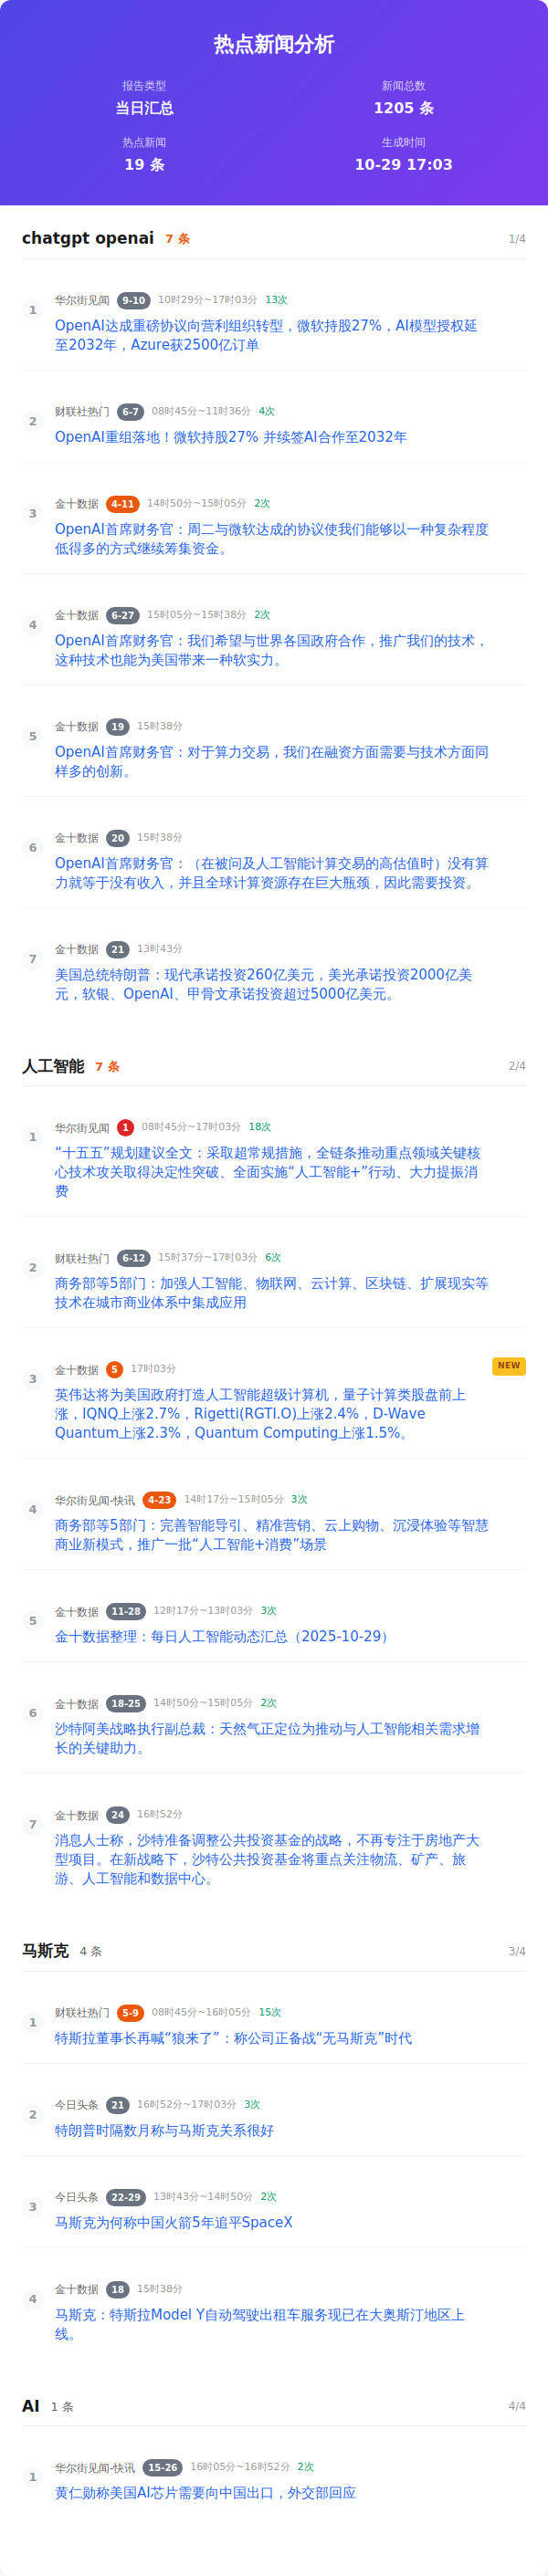 热点新闻分析
报告类型
当日汇总
新闻总数
1205 条
热点新闻
19 条
生成时间
10-29 17:03
chatgpt openai 7 条 1/4
1
华尔街见闻 9-10 10时29分~17时03分 13次
OpenAI达成重磅协议向营利组织转型，微软持股27%，AI模型授权延
至2032年，Azure获2500亿订单
2
财联社热门 6-7 08时45分~11时36分 4次
OpenAI重组落地！微软持股27% 并续签AI合作至2032年
3
金十数据 4-11 14时50分~15时05分 2次
OpenAI首席财务官：周二与微软达成的协议使我们能够以一种复杂程度
低得多的方式继续筹集资金。
4
金十数据 6-27 15时05分~15时38分 2次
OpenAI首席财务官：我们希望与世界各国政府合作，推广我们的技术，
这种技术也能为美国带来一种软实力。
5
金十数据 19 15时38分
OpenAI首席财务官：对于算力交易，我们在融资方面需要与技术方面同
样多的创新。
6
金十数据 20 15时38分
OpenAI首席财务官：（在被问及人工智能计算交易的高估值时）没有算
力就等于没有收入，并且全球计算资源存在巨大瓶颈，因此需要投资。
7
金十数据 21 13时43分
美国总统特朗普：现代承诺投资260亿美元，美光承诺投资2000亿美
元，软银、OpenAI、甲骨文承诺投资超过5000亿美元。
人工智能 7 条 2/4
1
华尔街见闻 1 08时45分~17时03分 18次
“十五五”规划建议全文：采取超常规措施，全链条推动重点领域关键核
心技术攻关取得决定性突破、全面实施“人工智能+”行动、大力提振消
费
2
财联社热门 6-12 15时37分~17时03分 6次
商务部等5部门：加强人工智能、物联网、云计算、区块链、扩展现实等
技术在城市商业体系中集成应用
3
金十数据 5 17时03分 NEW
英伟达将为美国政府打造人工智能超级计算机，量子计算类股盘前上
涨，IQNQ上涨2.7%，Rigetti(RGTI.O)上涨2.4%，D-Wave
Quantum上涨2.3%，Quantum Computing上涨1.5%。
4
华尔街见闻-快讯 4-23 14时17分~15时05分 3次
商务部等5部门：完善智能导引、精准营销、云上购物、沉浸体验等智慧
商业新模式，推广一批“人工智能+消费”场景
5
金十数据 11-28 12时17分~13时03分 3次
金十数据整理：每日人工智能动态汇总（2025-10-29）
6
金十数据 18-25 14时50分~15时05分 2次
沙特阿美战略执行副总裁：天然气正定位为推动与人工智能相关需求增
长的关键助力。
7
金十数据 24 16时52分
消息人士称，沙特准备调整公共投资基金的战略，不再专注于房地产大
型项目。在新战略下，沙特公共投资基金将重点关注物流、矿产、旅
游、人工智能和数据中心。
马斯克 4 条 3/4
1
财联社热门 5-9 08时45分~16时05分 15次
特斯拉董事长再喊“狼来了”：称公司正备战“无马斯克”时代
2
今日头条 21 16时52分~17时03分 3次
特朗普时隔数月称与马斯克关系很好
3
今日头条 22-29 13时43分~14时50分 2次
马斯克为何称中国火箭5年追平SpaceX
4
金十数据 18 15时38分
马斯克：特斯拉Model Y自动驾驶出租车服务现已在大奥斯汀地区上
线。
AI 1 条 4/4
1
华尔街见闻-快讯 15-26 16时05分~16时52分 2次
黄仁勋称美国AI芯片需要向中国出口，外交部回应